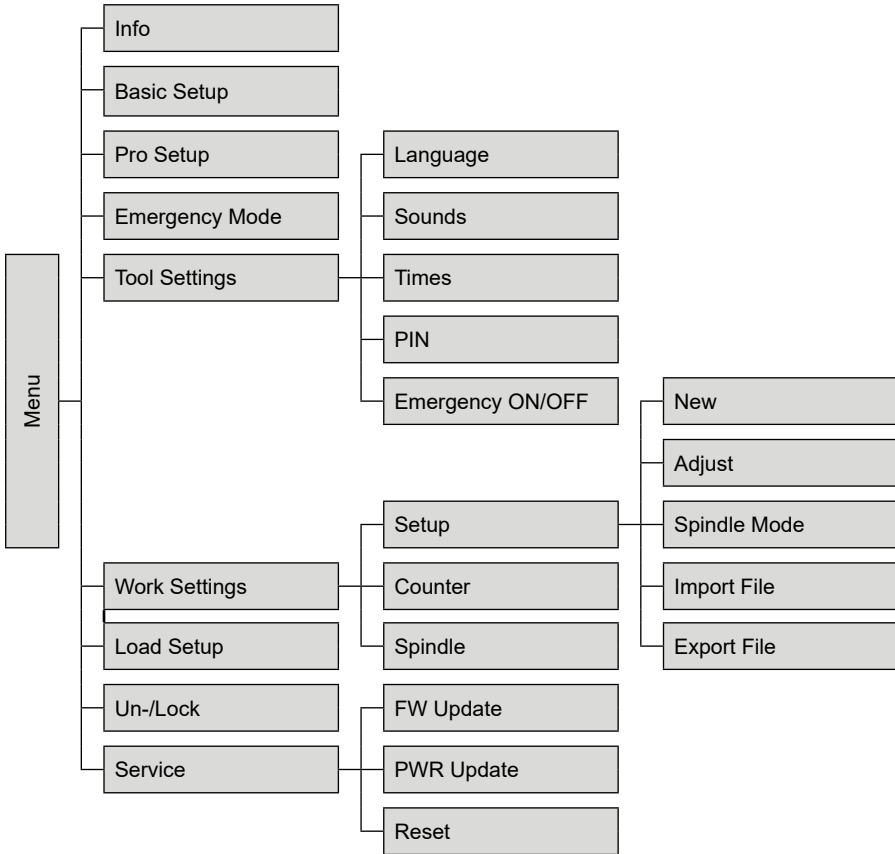 Info
Basic Setup
Pro Setup
Language
Emergency Mode
Sounds
Tool Settings
Times
PIN
Menu
Emergency ON/OFF
New
Adjust
Setup
Spindle Mode
Work Settings
Counter
Import File
Load Setup
Spindle
Export File
Un-/Lock
FW Update
Service
PWR Update
Reset